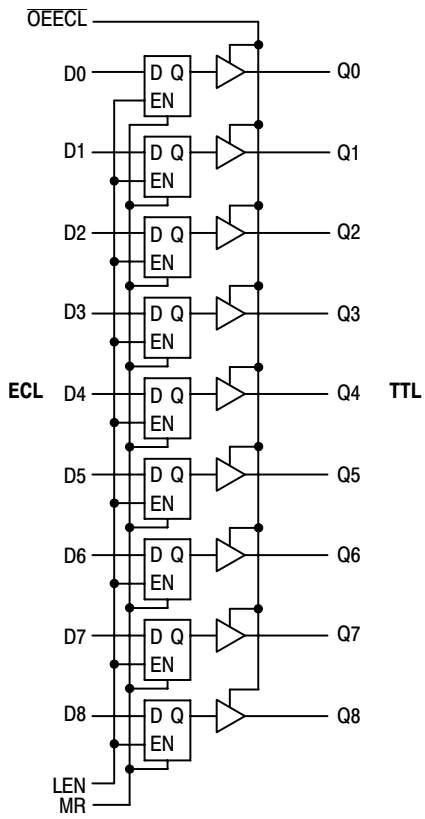 OEECL
D0 D Q Q0
EN
D1 D Q Q1
EN
D2 D Q Q2
EN
D3 D Q Q3
EN
ECL D4 D Q Q4 TTL
EN
D5 D Q Q5
EN
D6 D Q Q6
EN
D7 D Q Q7
EN
D8 D Q Q8
EN
LEN
MR